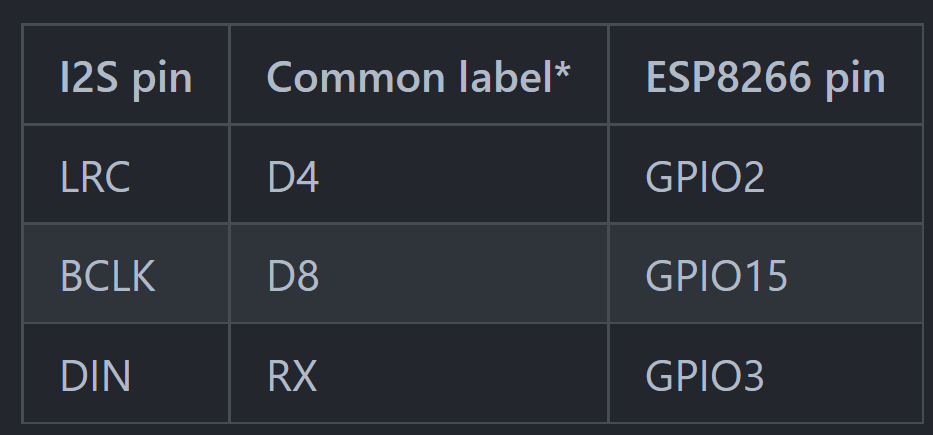 I2S pin Common label* ESP8266 pin
LRC D4 GPIO2
BCLK D8 GPIO15
DIN RX GPIO3